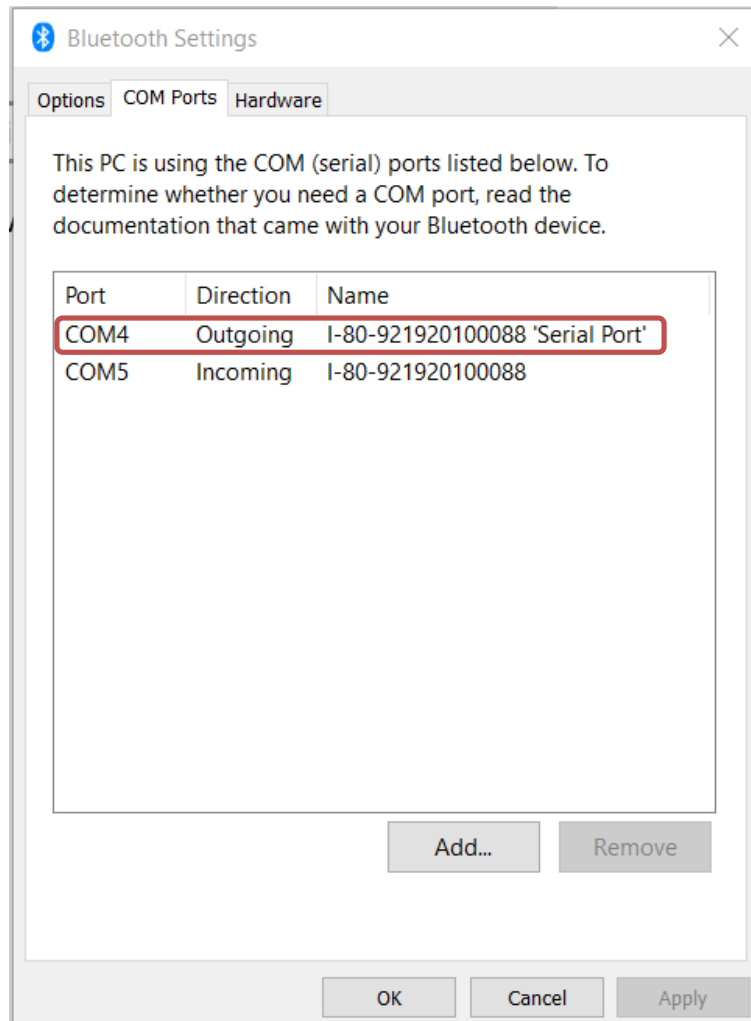 Bluetooth Settings
Options COM Ports Hardware
This PC is using the COM (serial) ports listed below. To
determine whether you need a COM port, read the
documentation that came with your Bluetooth device.
Port Direction Name
COM4 Outgoing I-80-921920100088 'Serial Port'
COM5 Incoming I-80-921920100088
Add... Remove
OK Cancel Apply